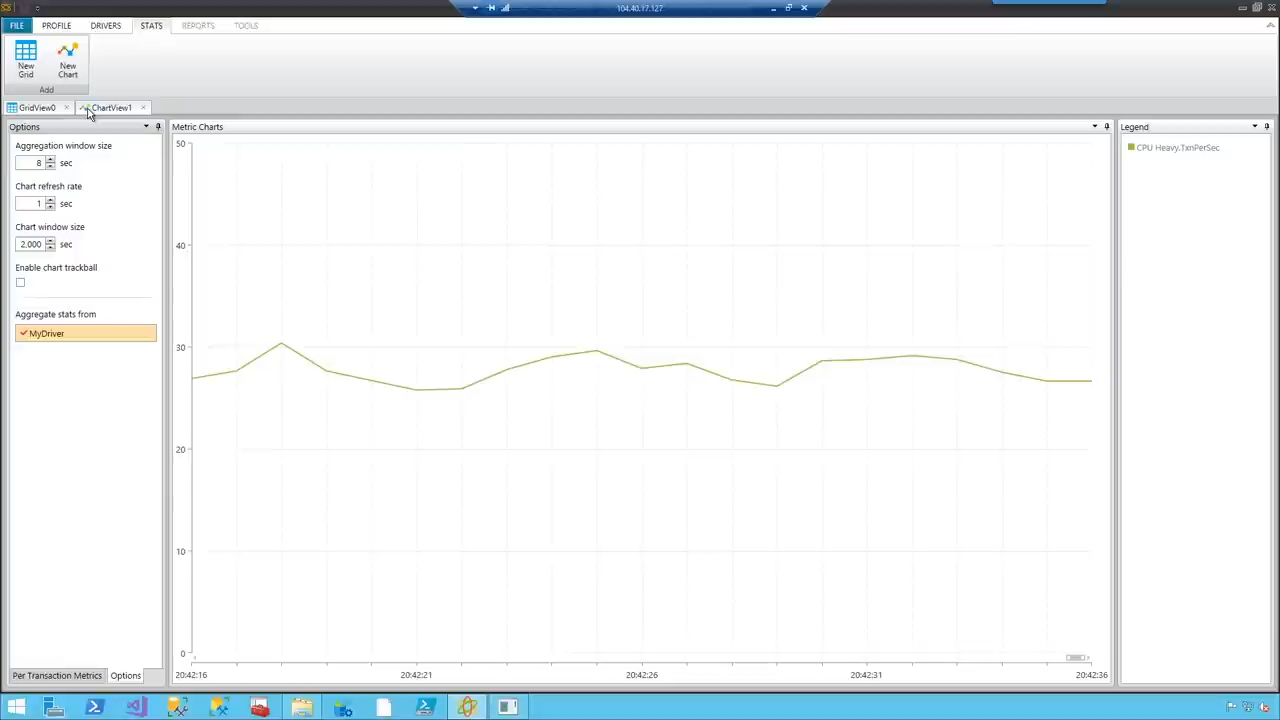 104.40.17.127
FILE PROFILE DRIVERS STATS REPORTS TOOLS
New Grid
New Chart
Add
GridView0 ChartView1
Options
Aggregation window size
8 sec
Chart refresh rate
1 sec
Chart window size
2.000 sec
Enable chart trackball
Aggregate stats from
MyDriver
Per Transaction Metrics Options
Metric Charts
50
40
30
20
10
0
20:42:16 20:42:21 20:42:26 20:42:31 20:42:36
Legend
CPU Heavy.TxnPerSec